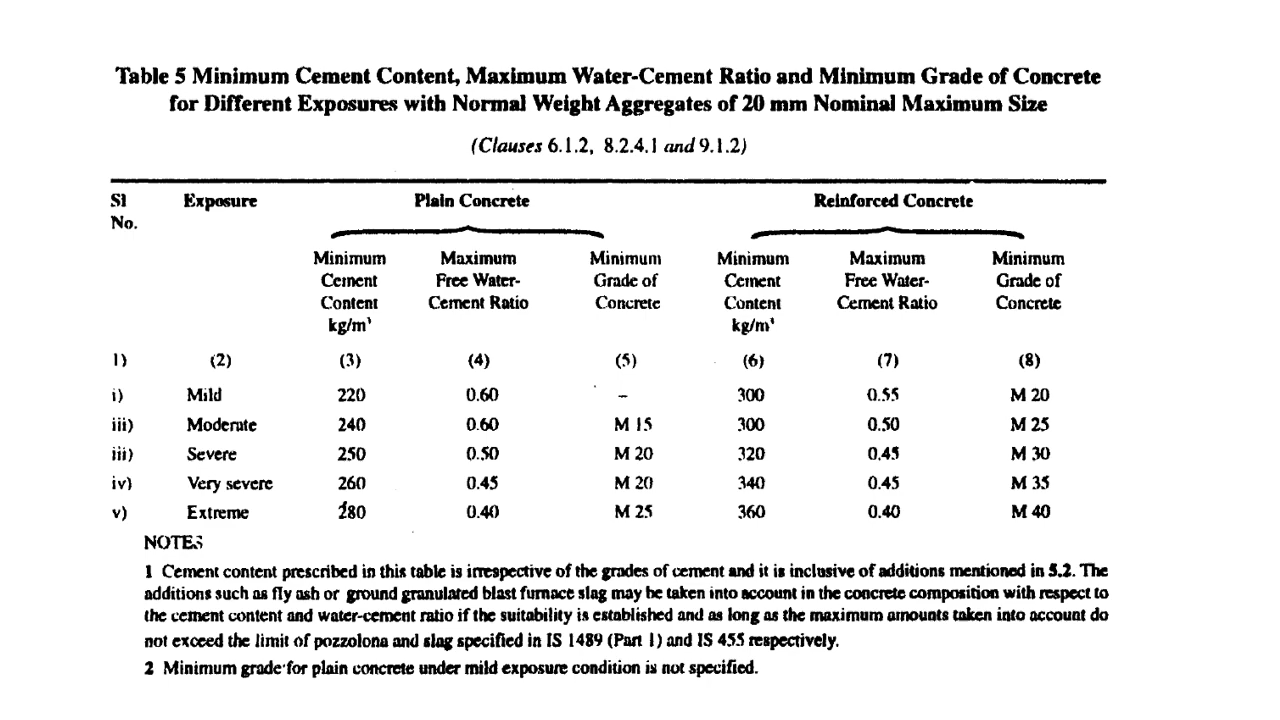 Table 5 Minimum Cement Content, Maximum Water-Cement Ratio and Minimum Grade of Concrete
for Different Exposures with Normal Weight Aggregates of 20 mm Nominal Maximum Size
(Clauses 6.1.2, 8.2.4.1 and 9.1.2)
Sl No. Exposure Plain Concrete Reinforced Concrete
Minimum Cement Content kg/m³ Maximum Free Water-Cement Ratio Minimum Grade of Concrete Minimum Cement Content kg/m³ Maximum Free Water-Cement Ratio Minimum Grade of Concrete
1) (2) (3) (4) (5) (6) (7) (8)
i) Mild 220 0.60 – 300 0.55 M 20
iii) Moderate 240 0.60 M 15 300 0.50 M 25
iii) Severe 250 0.50 M 20 320 0.45 M 30
iv) Very severe 260 0.45 M 20 340 0.45 M 35
v) Extreme 280 0.40 M 25 360 0.40 M 40
NOTES
1 Cement content prescribed in this table is irrespective of the grades of cement and it is inclusive of additions mentioned in 5.2. The
additions such as fly ash or ground granulated blast furnace slag may be taken into account in the concrete composition with respect to
the cement content and water-cement ratio if the suitability is established and as long as the maximum amounts taken into account do
not exceed the limit of pozzolona and slag specified in IS 1489 (Part 1) and IS 455 respectively.
2 Minimum grade for plain concrete under mild exposure condition is not specified.